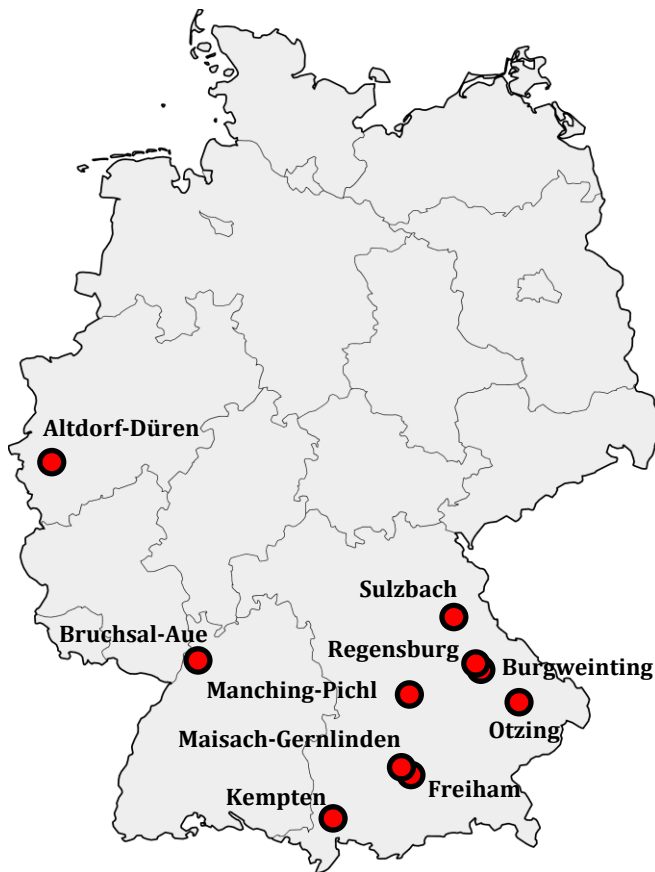 Altdorf-Düren
Sulzbach
Bruchsal-Aue
Regensburg
Burgweinting
Manching-Pichl
Otzing
Maisach-Gernlinden
Freiham
Kempten